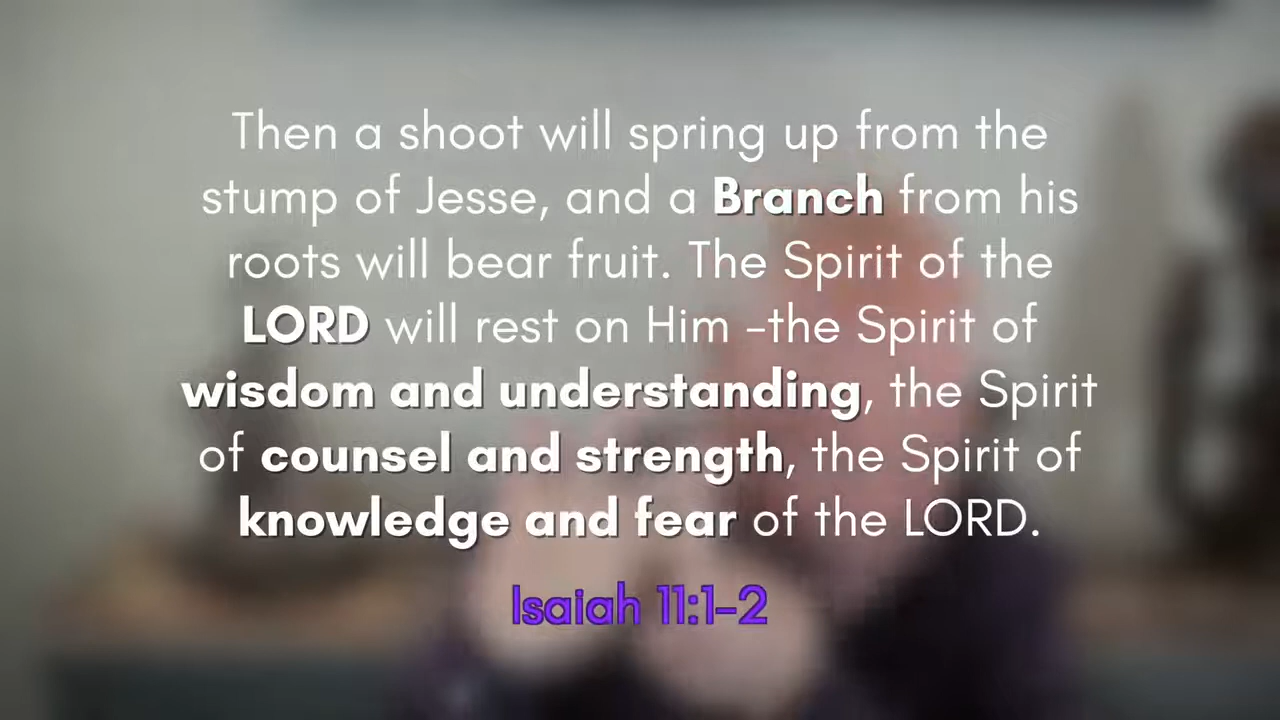 Then a shoot will spring up from the
stump of Jesse, and a Branch from his
roots will bear fruit. The Spirit of the
LORD will rest on Him -the Spirit of
wisdom and understanding, the Spirit
of counsel and strength, the Spirit of
knowledge and fear of the LORD.
Isaiah 11:1-2